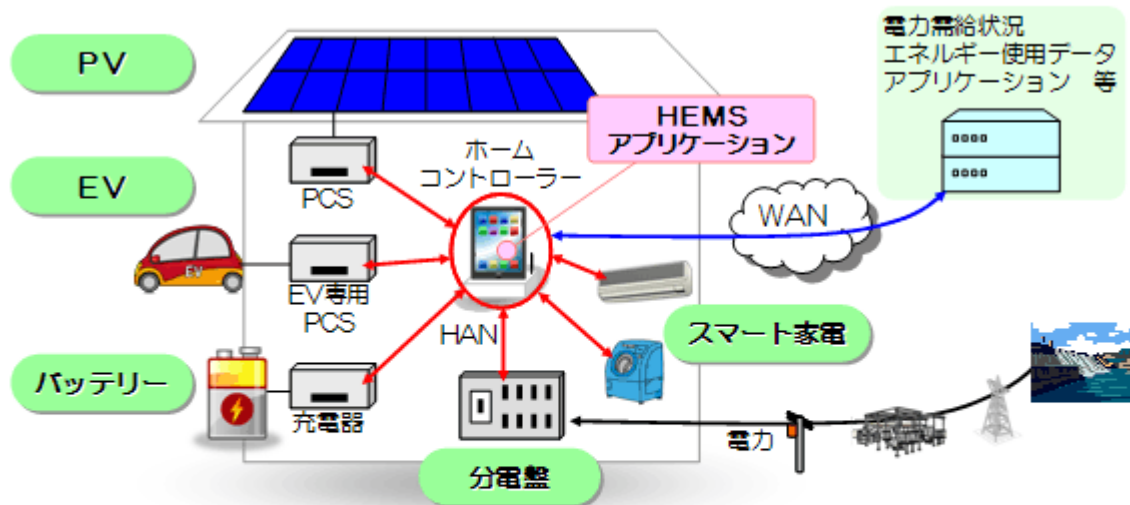 PV
電力需給状況
エネルギー使用データ
アプリケーション 等
HEMS
アプリケーション
ホーム
コントローラー
PCS
EV
WAN
EV
EV専用
PCS
HAN
スマート家電
バッテリー
充電器
電力
分電盤